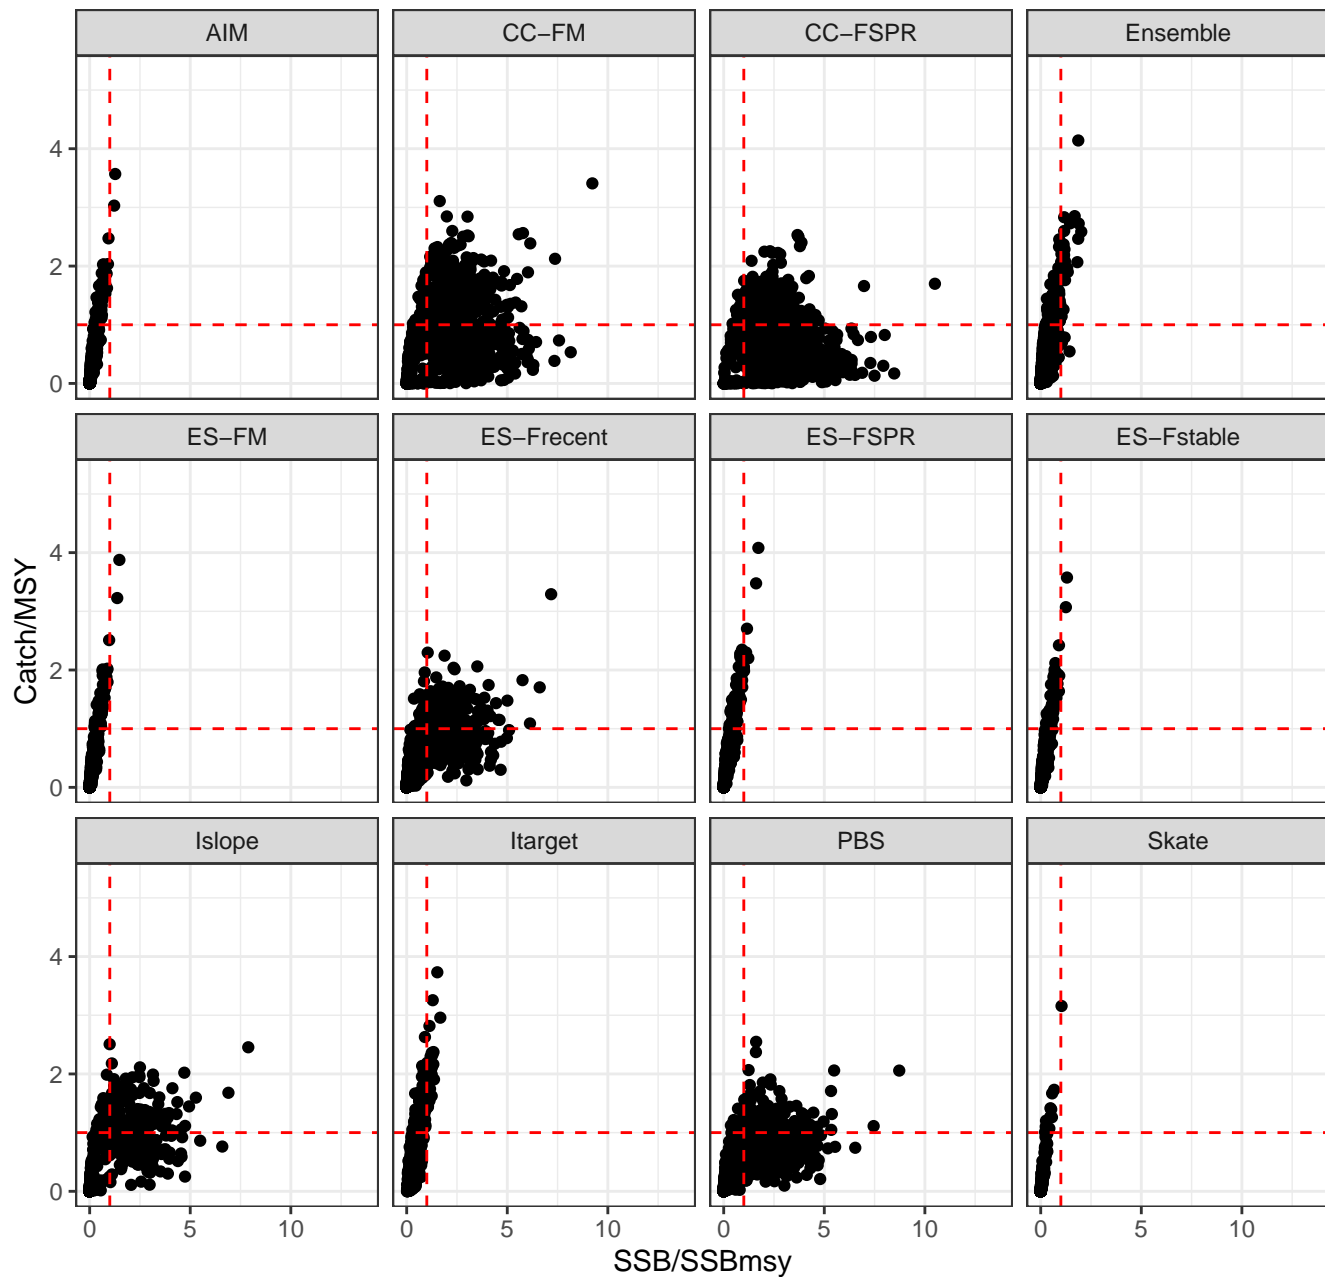 AIM CC−FM CC−FSPR Ensemble
4
2
0
ES−FM ES−Frecent ES−FSPR ES−Fstable
4
2
0
Catch/MSY
Islope Itarget PBS Skate
4
2
0
0 5 10 0 5 10 0 5 10 0 5 10
SSB/SSBmsy